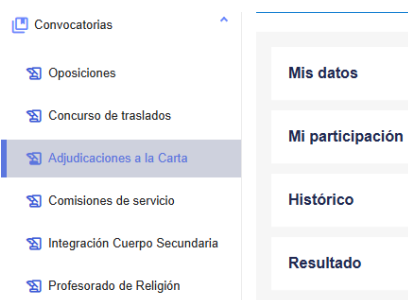 Convocatorias
Oposiciones
Concurso de traslados
Adjudicaciones a la Carta
Comisiones de servicio
Integración Cuerpo Secundaria
Profesorado de Religión
Mis datos
Mi participación
Histórico
Resultado